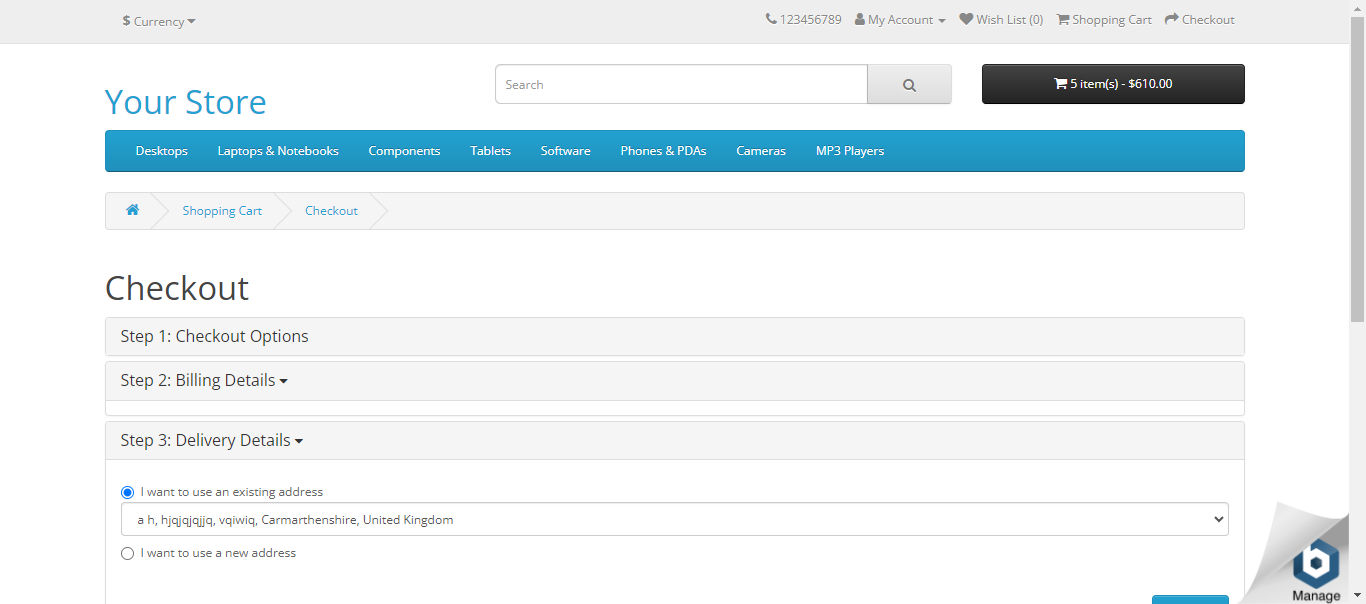 $ Currency
123456789 My Account Wish List (0) Shopping Cart Checkout
Your Store
Search
5 item(s) - $610.00
Desktops Laptops & Notebooks Components Tablets Software Phones & PDAs Cameras MP3 Players
Shopping Cart Checkout
Checkout
Step 1: Checkout Options
Step 2: Billing Details
Step 3: Delivery Details
I want to use an existing address
a h, hjqjqjqjjq, vqiwiq, Carmarthenshire, United Kingdom
I want to use a new address
b
Manage